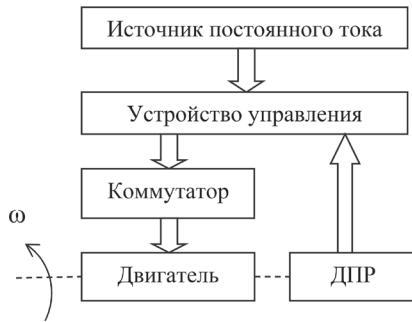 Источник постоянного тока
Устройство управления
Коммутатор
ω
Двигатель
ДПР